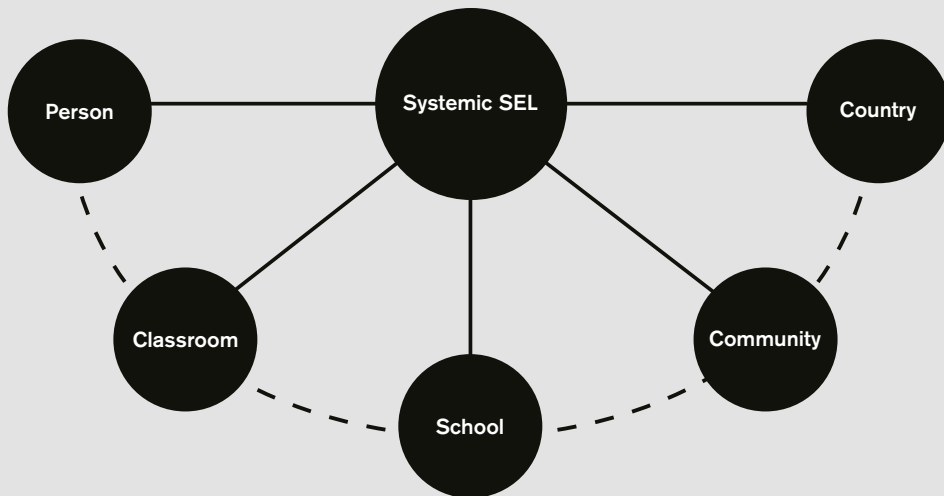 Systemic SEL
Person
Country
Classroom
Community
School